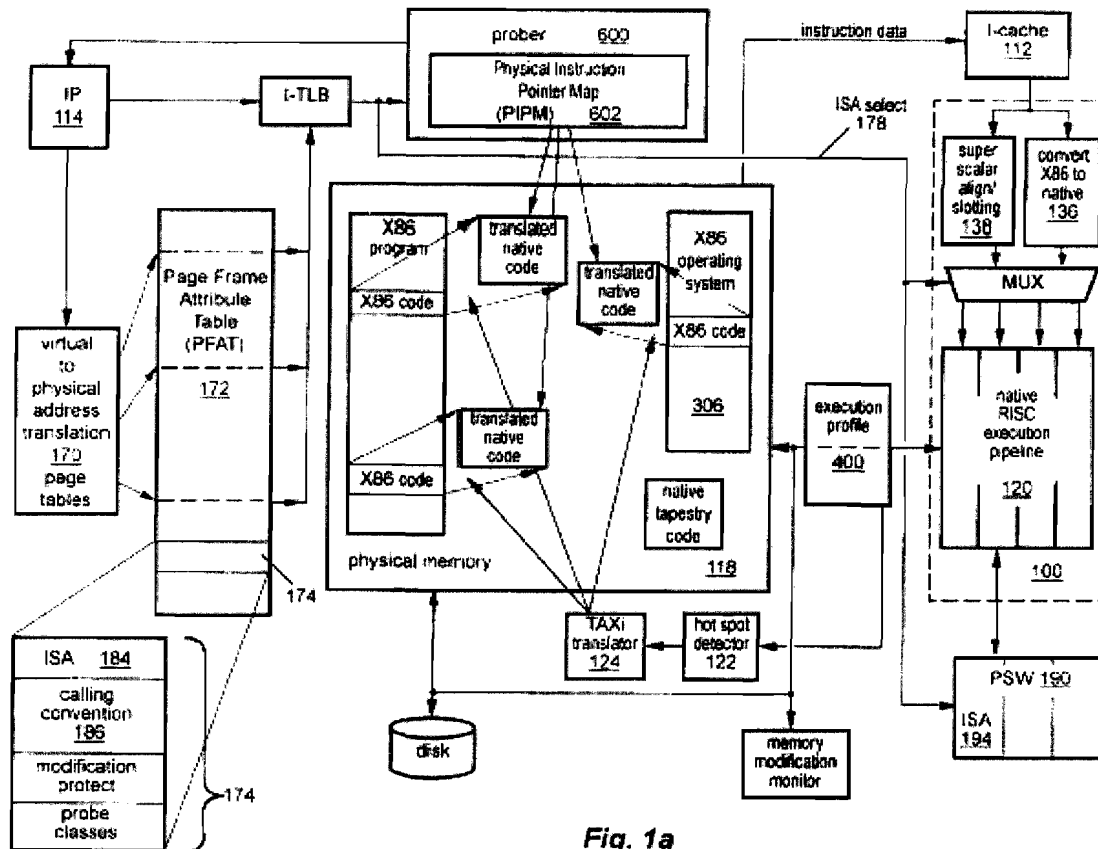 prober 600
Physical Instruction
Pointer Map
(PIPM) 602
instruction data
I-cache
112
IP
114
I-TLB
ISA select
178
super
scalar
align/
slotting
138
convert
X86 to
native
136
MUX
X86
program
X86 code
X86 code
translated
native
code
translated
native code
translated
native code
X86
operating
system
X86 code
306
Page Frame
Attribute
Table
(PFAT)
172
virtual
to
physical
address
translation
170
page
tables
execution
profile
400
native
RISC
execution
pipeline
120
100
native
tapestry
code
physical memory
118
174
TAXi
translator
124
hot spot
detector
122
ISA 184
calling
convention
186
modification
protect
probe
classes
174
disk
memory
modification
monitor
PSW 190
ISA
194
Fig. 1a